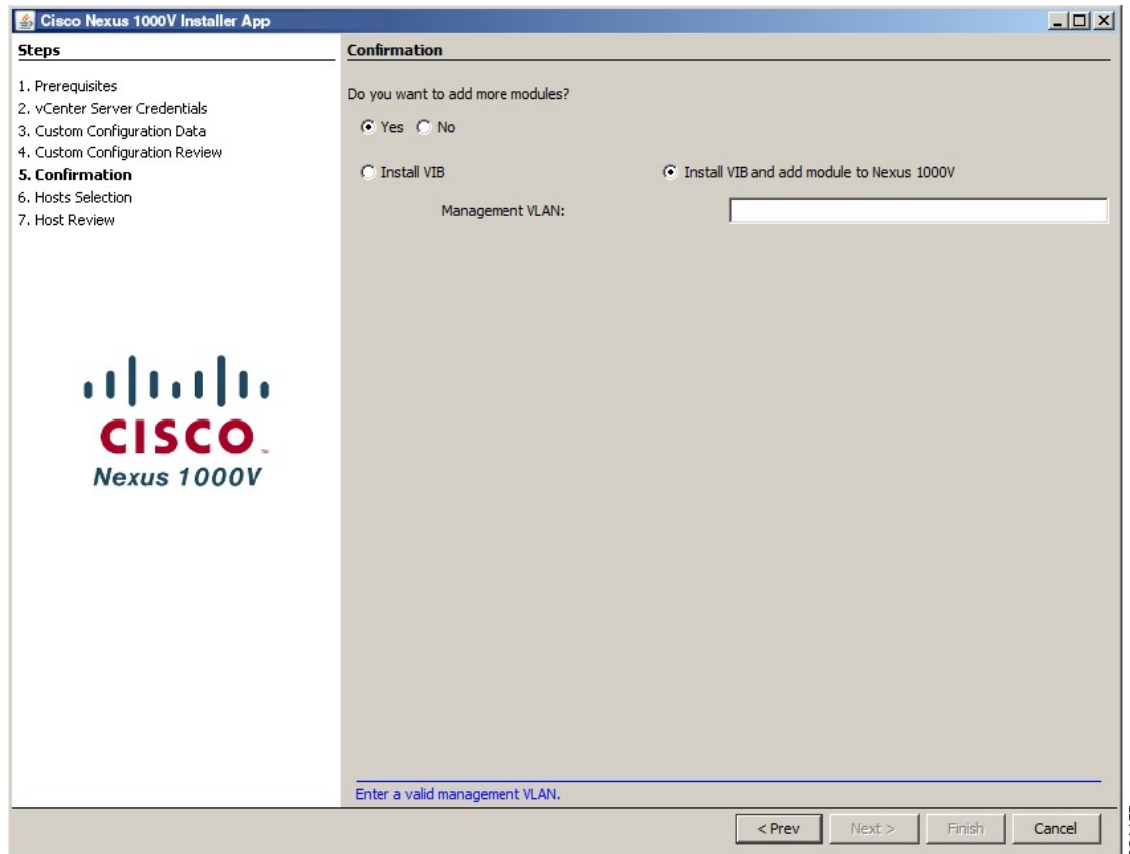 Cisco Nexus 1000V Installer App
Steps
1. Prerequisites
2. vCenter Server Credentials
3. Custom Configuration Data
4. Custom Configuration Review
5. Confirmation
6. Hosts Selection
7. Host Review
CISCO™
Nexus 1000V
Confirmation
Do you want to add more modules?
Yes No
Install VIB Install VIB and add module to Nexus 1000V
Management VLAN:
Enter a valid management VLAN.
< Prev Next > Finish Cancel